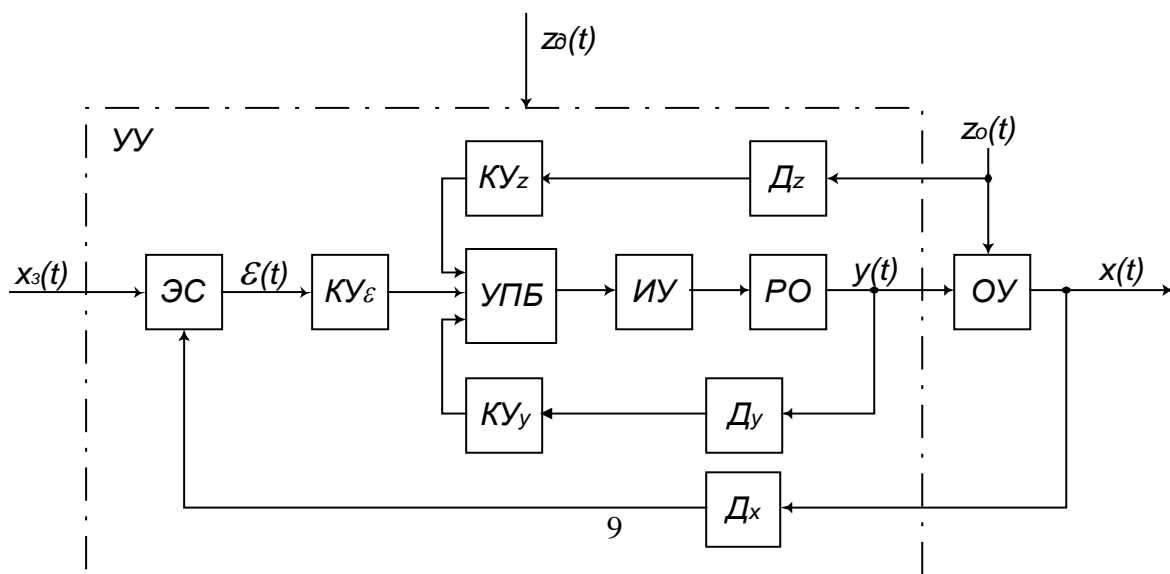 zд(t)
УУ
zо(t)
КУz
Дz
xз(t)
ЭС
ε(t)
КУε
УПБ
ИУ
РО
y(t)
ОУ
x(t)
КУy
Дy
Дx
9